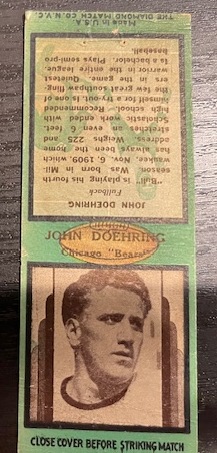 JOHN DOEHRING
Fullback
"Bull" is playing his fourth
season. Was born in Mil-
waukee, Nov. 6, 1909, which
has always been the home
address. Weighs 225 and
stretches an even 6 feet.
Scholastic work ended with
high school. Recommended
himself for a try-out. Is one of
the few great southpaw fling-
ers in the game. Quietest
warrior in the entire league.
Is a bachelor. Plays semi-pro
baseball.
Made in U.S.A.
THE DIAMOND MATCH CO. N.Y.C.
JOHN DOEHRING
Chicago "Bears"
CLOSE COVER BEFORE STRIKING MATCH